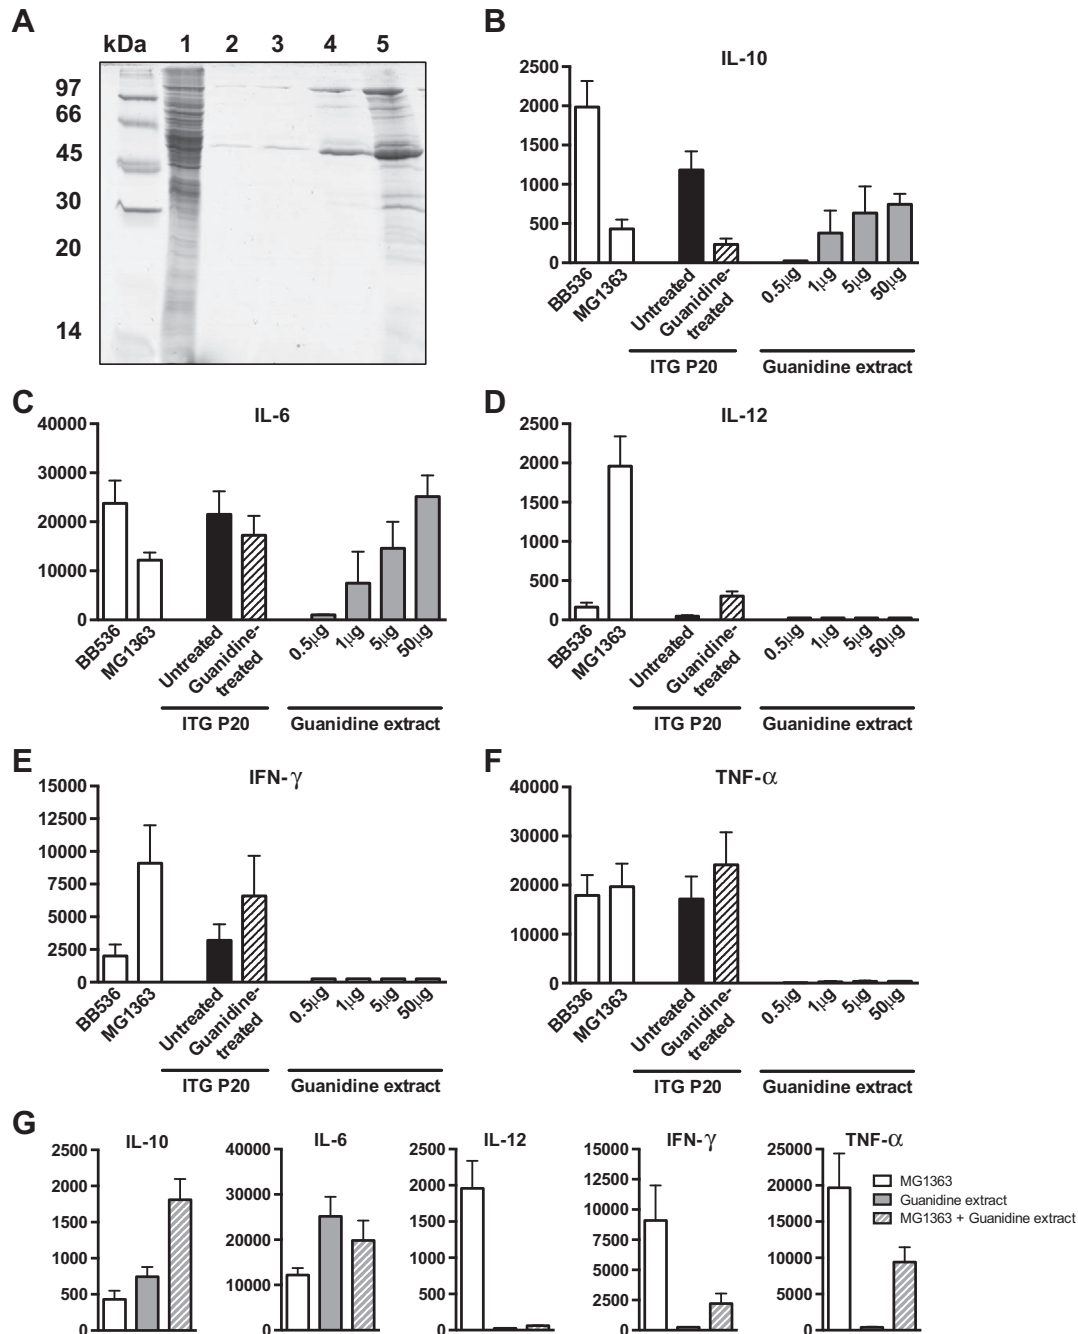 A
kDa 1 2 3 4 5
97
66
45
30
20
14
B
IL-10
2500
2000
1500
1000
500
0
BB536
MG1363
Untreated
Guanidine-
treated
0.5µg
1µg
5µg
50µg
ITG P20
Guanidine extract
C
IL-6
40000
30000
20000
10000
0
BB536
MG1363
Untreated
Guanidine-
treated
0.5µg
1µg
5µg
50µg
ITG P20
Guanidine extract
D
IL-12
2500
2000
1500
1000
500
0
BB536
MG1363
Untreated
Guanidine-
treated
0.5µg
1µg
5µg
50µg
ITG P20
Guanidine extract
E
IFN-γ
15000
12500
10000
7500
5000
2500
0
BB536
MG1363
Untreated
Guanidine-
treated
0.5µg
1µg
5µg
50µg
ITG P20
Guanidine extract
F
TNF-α
40000
30000
20000
10000
0
BB536
MG1363
Untreated
Guanidine-
treated
0.5µg
1µg
5µg
50µg
ITG P20
Guanidine extract
G
IL-10
2500
2000
1500
1000
500
0
IL-6
40000
30000
20000
10000
0
IL-12
2500
2000
1500
1000
500
0
IFN-γ
15000
12500
10000
7500
5000
2500
0
TNF-α
25000
20000
15000
10000
5000
0
MG1363
Guanidine extract
MG1363 + Guanidine extract